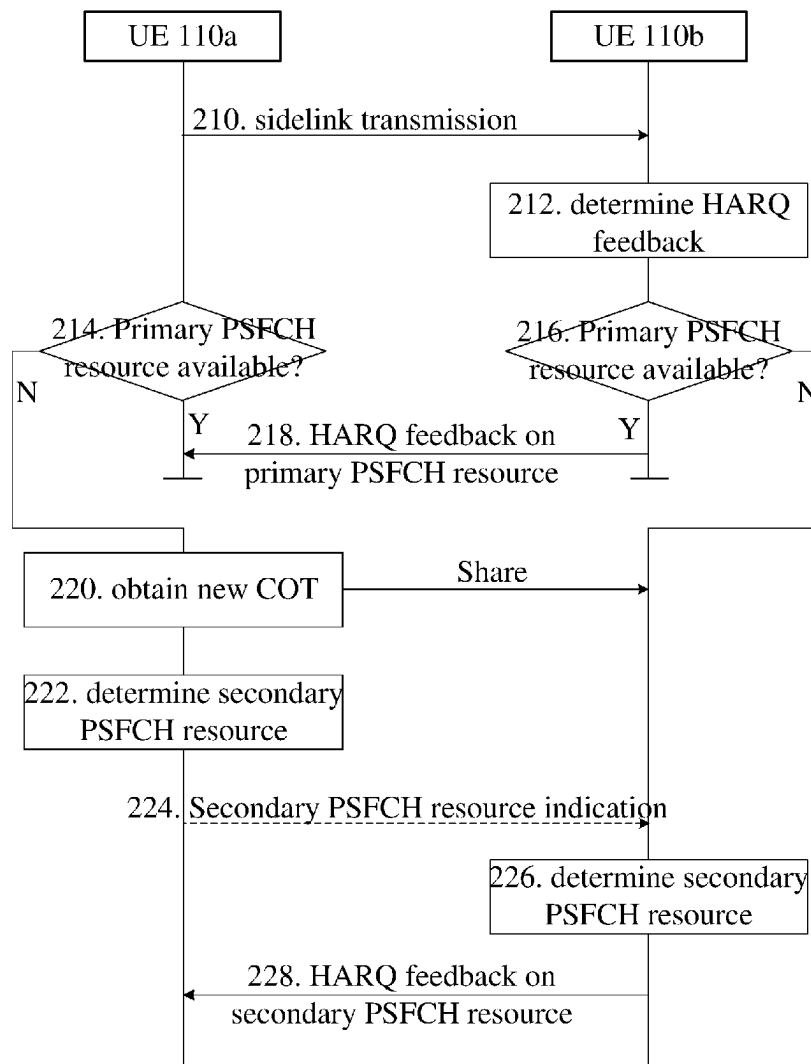 UE 110a
UE 110b
210. sidelink transmission
212. determine HARQ
feedback
214. Primary PSFCH
resource available?
216. Primary PSFCH
resource available?
N
N
Y
Y
218. HARQ feedback on
primary PSFCH resource
220. obtain new COT
Share
222. determine secondary
PSFCH resource
224. Secondary PSFCH resource indication
226. determine secondary
PSFCH resource
228. HARQ feedback on
secondary PSFCH resource